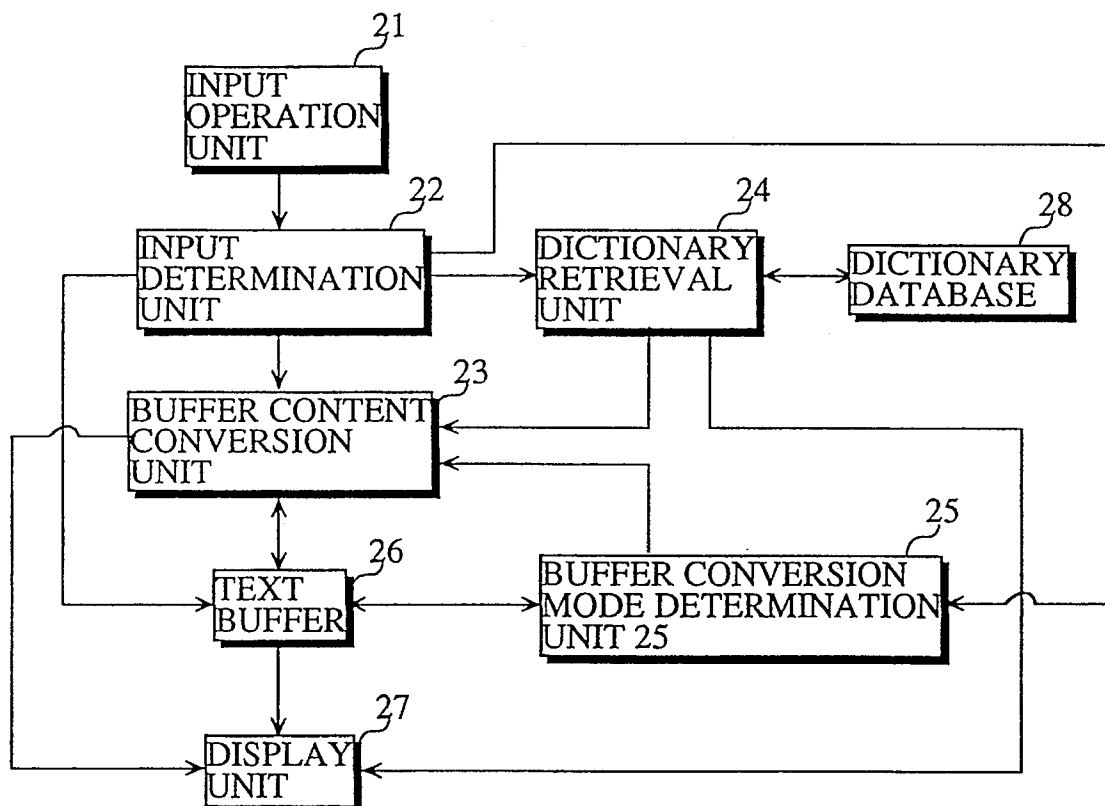 21
INPUT
OPERATION
UNIT
22
INPUT
DETERMINATION
UNIT
24
DICTIONARY
RETRIEVAL
UNIT
28
DICTIONARY
DATABASE
23
BUFFER CONTENT
CONVERSION
UNIT
25
BUFFER CONVERSION
MODE DETERMINATION
UNIT 25
26
TEXT
BUFFER
27
DISPLAY
UNIT